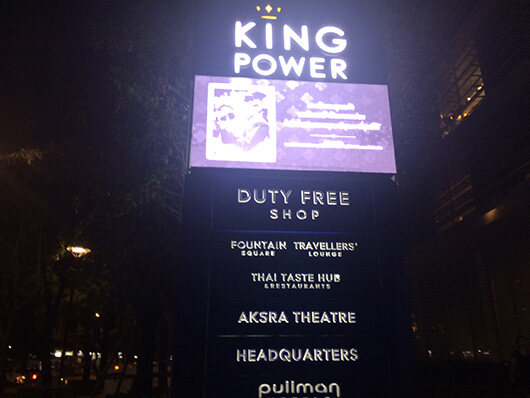 KING
POWER
DUTY FREE
SHOP
FOUNTAIN TRAVELLERS'
SQUARE LOUNGE
THAI TASTE HUB
& RESTAURANTS
AKSRA THEATRE
HEADQUARTERS
pullman